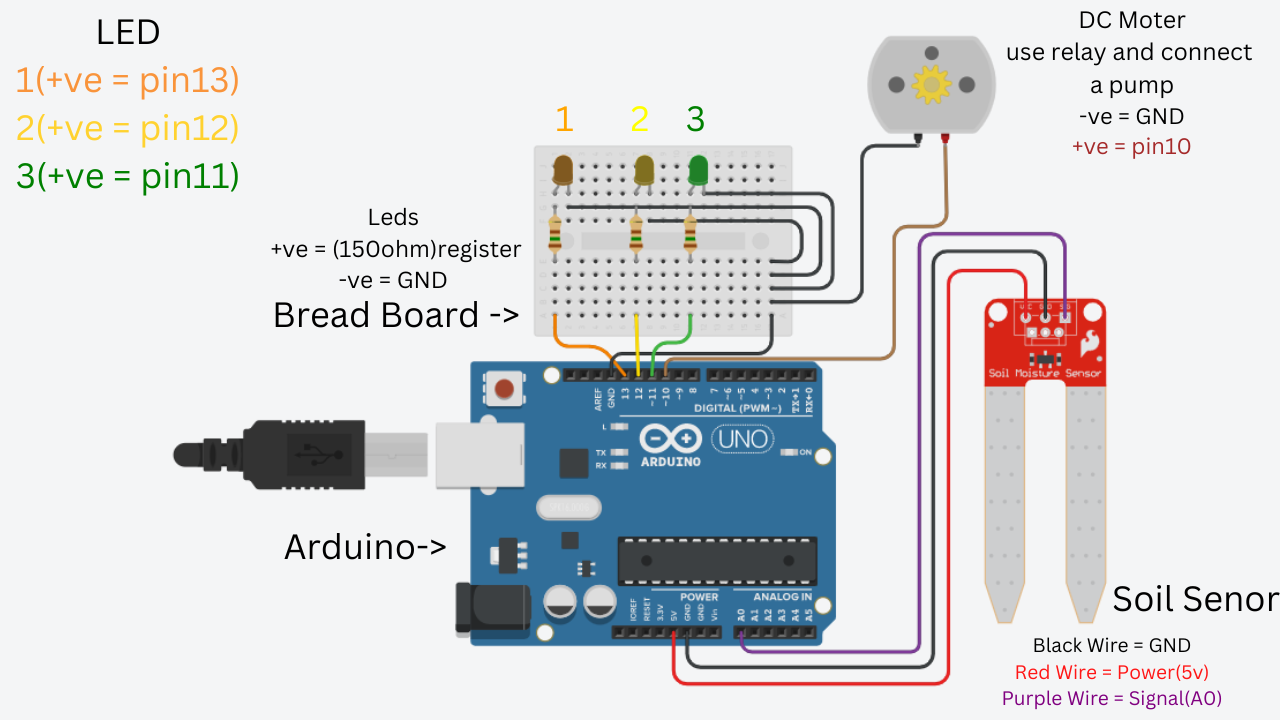 LED
1(+ve = pin13)
2(+ve = pin12)
3(+ve = pin11)
DC Moter
use relay and connect
a pump
-ve = GND
+ve = pin10
1 2 3
Leds
+ve = (150ohm)register
-ve = GND
Bread Board ->
Arduino->
AREF
GND
13
12
~11
~10
~9
8
7
~6
~5
4
~3
2
TX→1
RX←0
DIGITAL (PWM~)
L
TX
RX
UNO
ARDUINO
ON
POWER
ANALOG IN
IOREF
RESET
3.3V
5V
GND
GND
Vin
A0
A1
A2
A3
A4
A5
Soil Moisture Sensor
Soil Senor
Black Wire = GND
Red Wire = Power(5v)
Purple Wire = Signal(A0)